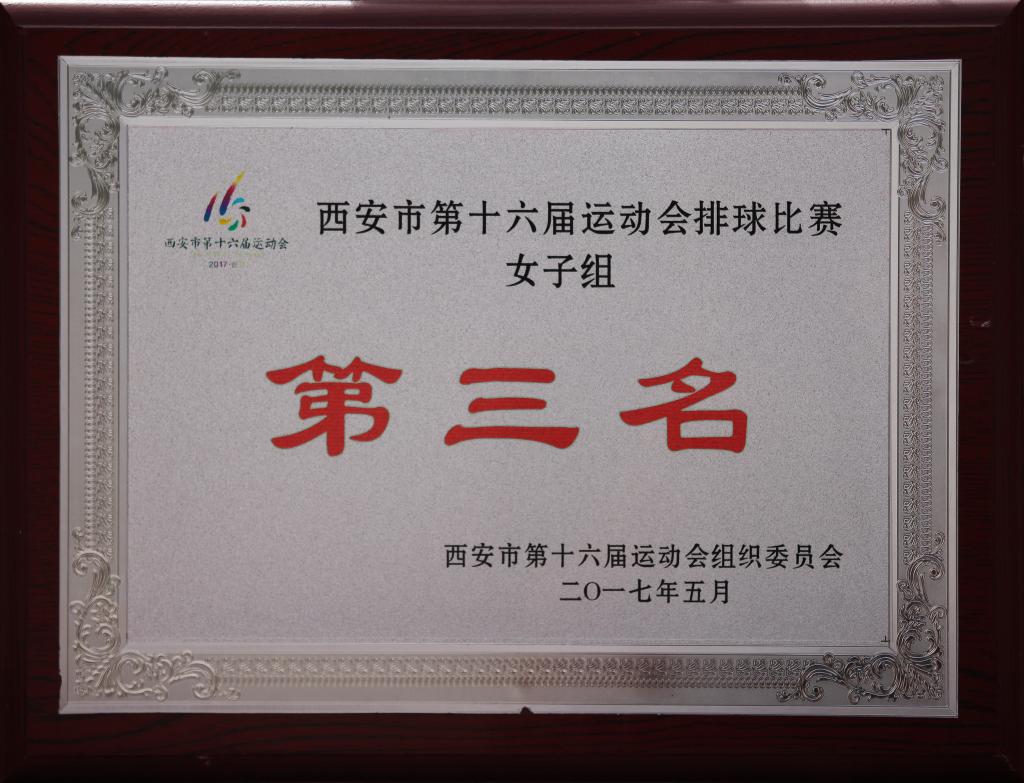 西安市第十六届运动会
2017·
西安市第十六届运动会排球比赛
女子组
第三名
西安市第十六届运动会组织委员会
二〇一七年五月